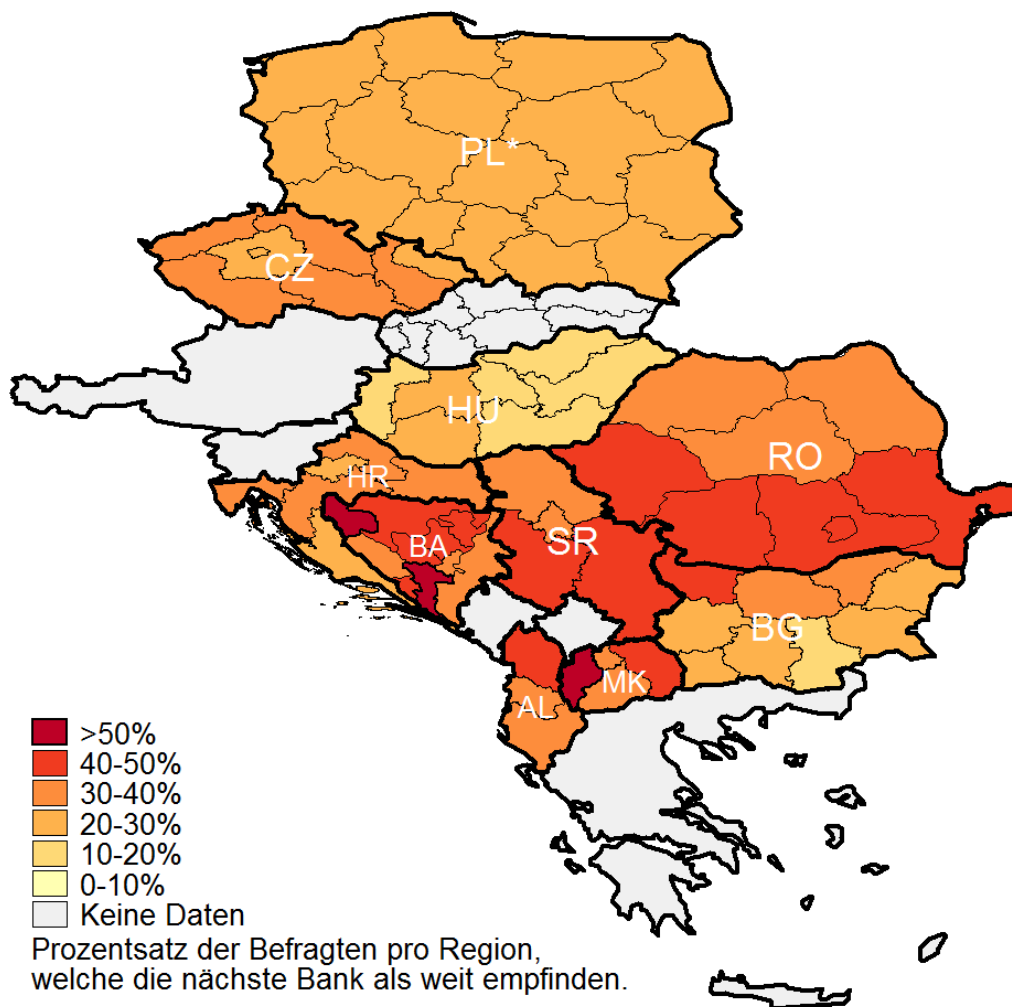 PL*
CZ
HU
RO
HR
BA
SR
BG
MK
AL
>50%
40-50%
30-40%
20-30%
10-20%
0-10%
Keine Daten
Prozentsatz der Befragten pro Region,
welche die nächste Bank als weit empfinden.